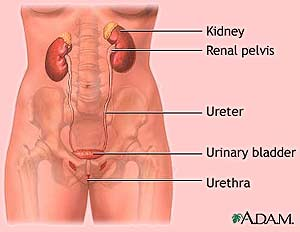 Kidney
Renal pelvis
Ureter
Urinary bladder
Urethra
A.D.A.M.